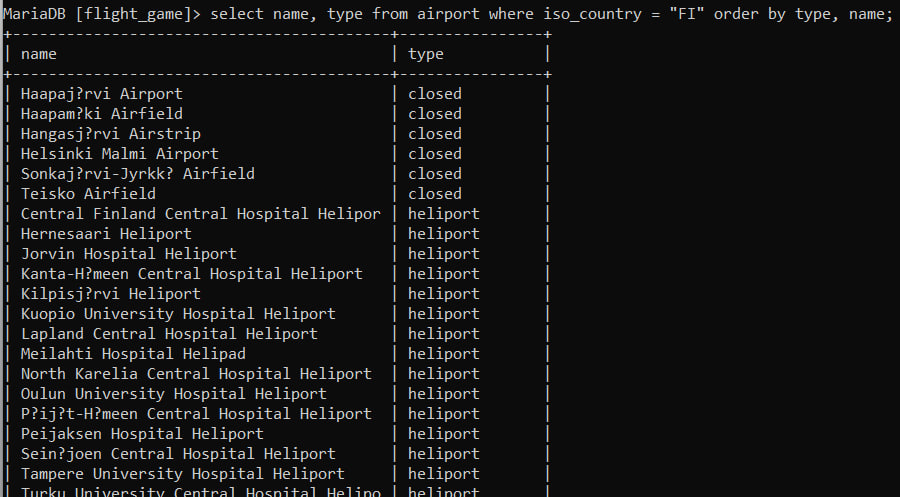 MariaDB [flight_game]> select name, type from airport where iso_country = "FI" order by type, name;
+------------------------------------------+----------------+
| name                                     | type           |
+------------------------------------------+----------------+
| Haapaj?rvi Airport                       | closed         |
| Haapam?ki Airfield                       | closed         |
| Hangasj?rvi Airstrip                     | closed         |
| Helsinki Malmi Airport                   | closed         |
| Sonkaj?rvi-Jyrkk? Airfield               | closed         |
| Teisko Airfield                          | closed         |
| Central Finland Central Hospital Helipor | heliport       |
| Hernesaari Heliport                      | heliport       |
| Jorvin Hospital Heliport                 | heliport       |
| Kanta-H?meen Central Hospital Heliport   | heliport       |
| Kilpisj?rvi Heliport                     | heliport       |
| Kuopio University Hospital Heliport      | heliport       |
| Lapland Central Hospital Heliport        | heliport       |
| Meilahti Hospital Helipad                | heliport       |
| North Karelia Central Hospital Heliport  | heliport       |
| Oulun University Hospital Heliport       | heliport       |
| P?ij?t-H?meen Central Hospital Heliport  | heliport       |
| Peijaksen Hospital Heliport              | heliport       |
| Sein?joen Central Hospital Heliport      | heliport       |
| Tampere University Hospital Heliport     | heliport       |
| Turku University Central Hospital Helipo | heliport       |